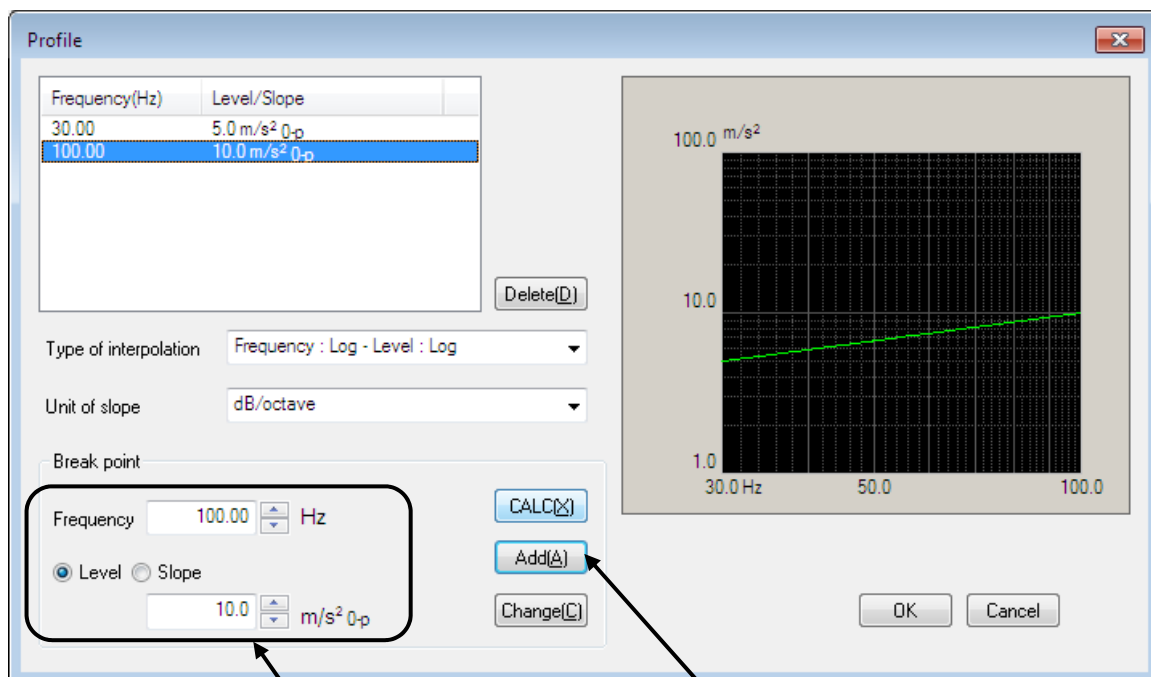 Profile
Frequency(Hz) Level/Slope
30.00 5.0 m/s² 0-p
100.00 10.0 m/s² 0-p
Delete(D)
Type of interpolation Frequency : Log - Level : Log
Unit of slope dB/octave
Break point
Frequency 100.00 Hz
Level Slope
10.0 m/s² 0-p
CALC(X)
Add(A)
Change(C)
100.0 m/s²
10.0
1.0
30.0 Hz 50.0 100.0
OK Cancel